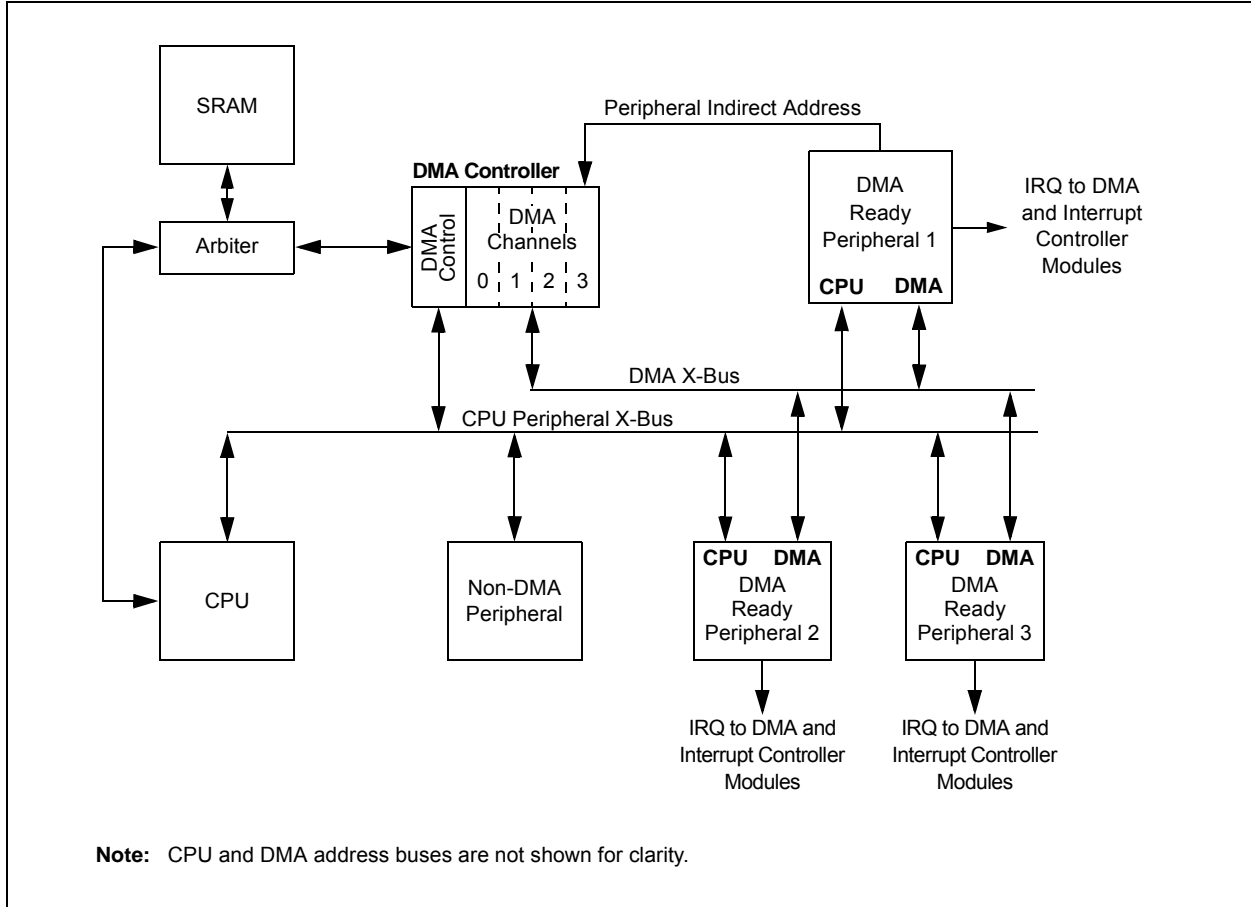 SRAM
Peripheral Indirect Address
DMA Controller
DMA
Ready
Peripheral 1
CPU DMA
IRQ to DMA
and Interrupt
Controller
Modules
Arbiter
DMA
Control
DMA
Channels
0 1 2 3
DMA X-Bus
CPU Peripheral X-Bus
CPU
Non-DMA
Peripheral
CPU DMA
DMA
Ready
Peripheral 2
CPU DMA
DMA
Ready
Peripheral 3
IRQ to DMA and
Interrupt Controller
Modules
IRQ to DMA and
Interrupt Controller
Modules
Note: CPU and DMA address buses are not shown for clarity.